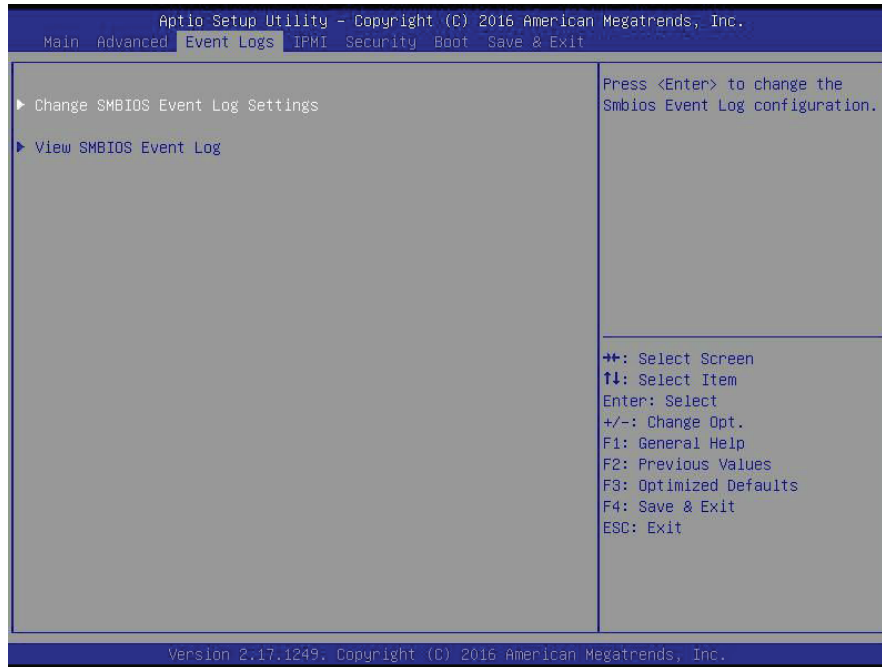 Aptio Setup Utility – Copyright (C) 2016 American Megatrends, Inc.
Main Advanced Event Logs IPMI Security Boot Save & Exit
Change SMBIOS Event Log Settings
View SMBIOS Event Log
Press <Enter> to change the
Smbios Event Log configuration.
→←: Select Screen
↑↓: Select Item
Enter: Select
+/-: Change Opt.
F1: General Help
F2: Previous Values
F3: Optimized Defaults
F4: Save & Exit
ESC: Exit
Version 2.17.1249. Copyright (C) 2016 American Megatrends, Inc.